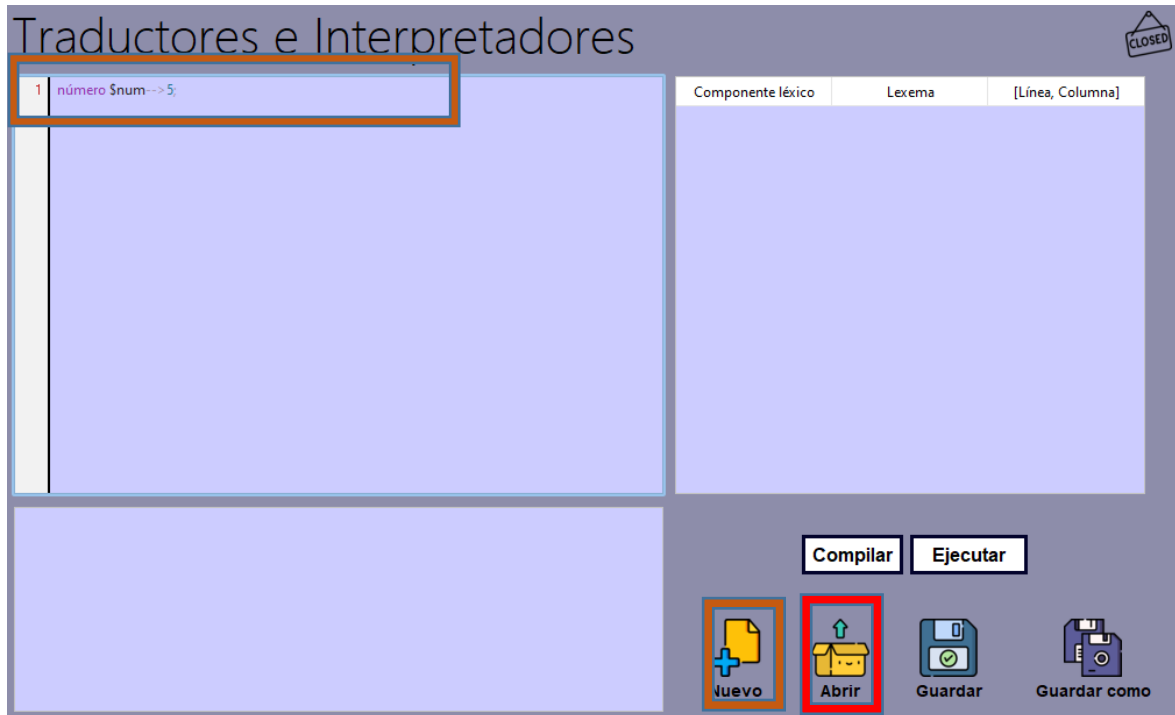 Traductores e Interpretadores
CLOSED
1 número $num-->5;
Componente léxico Lexema [Línea, Columna]
Compilar Ejecutar
Nuevo Abrir Guardar Guardar como